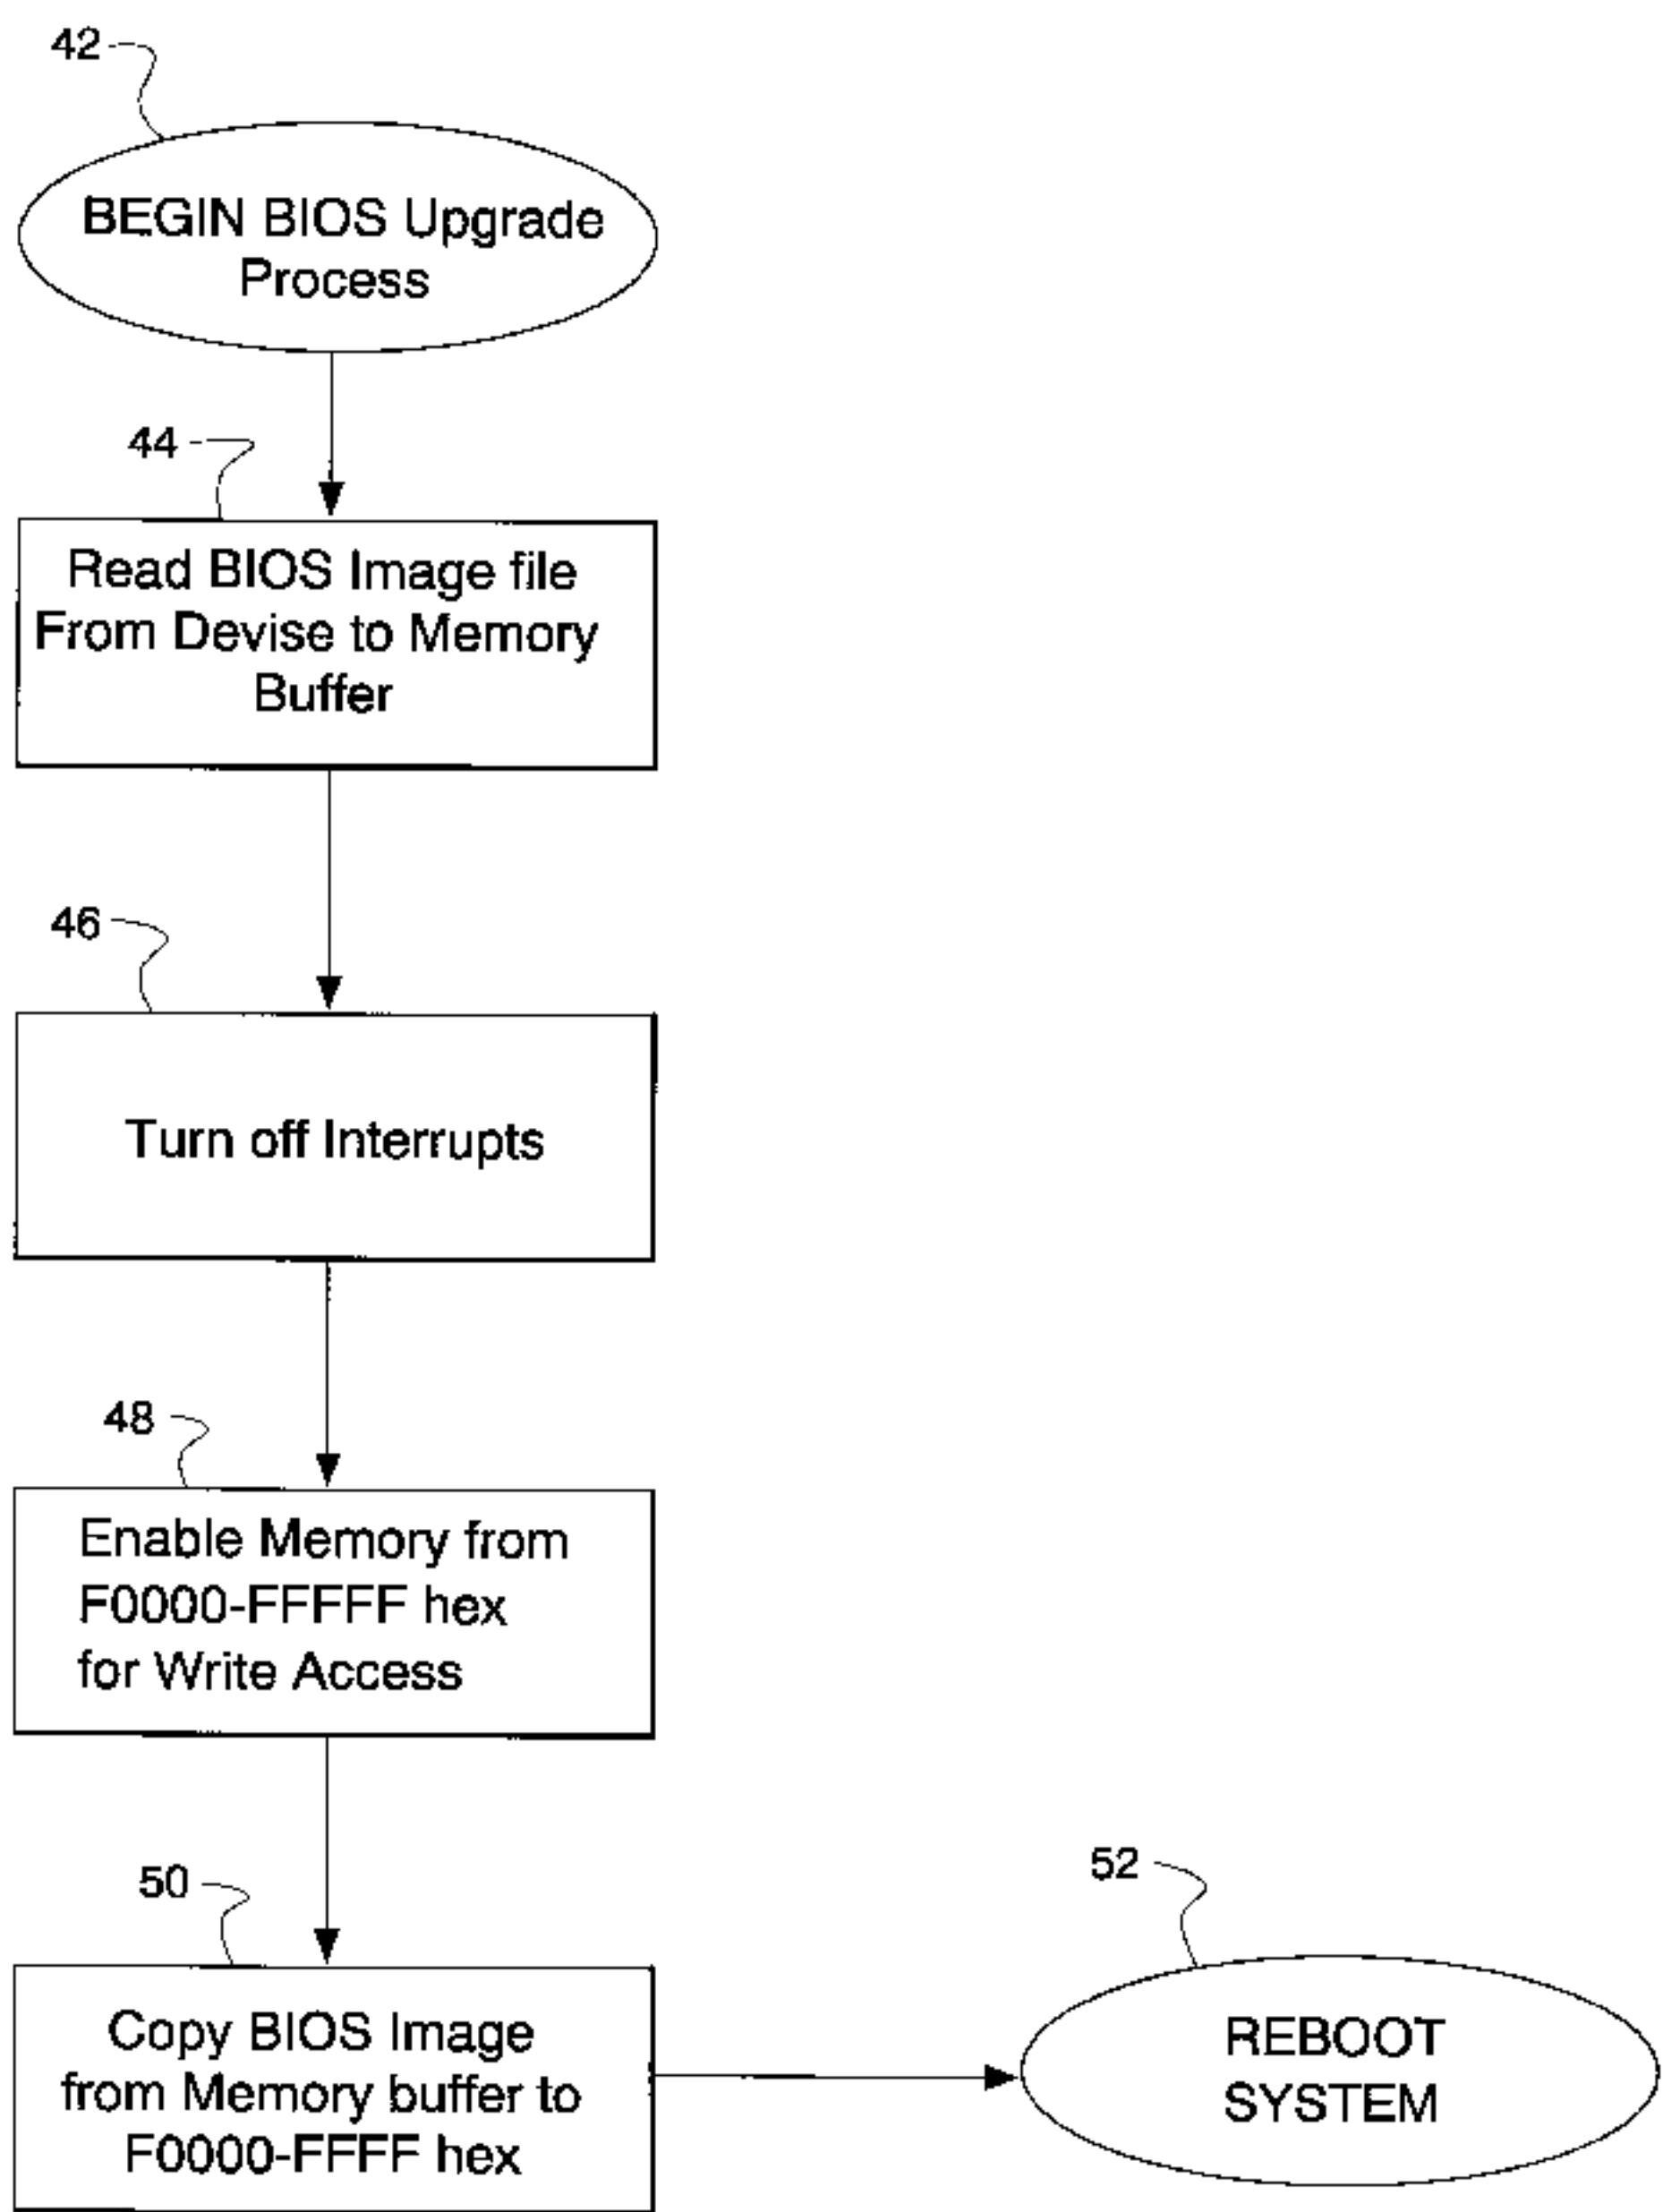 42
BEGIN BIOS Upgrade
Process
44
Read BIOS Image file
From Devise to Memory
Buffer
46
Turn off Interrupts
48
Enable Memory from
F0000-FFFFF hex
for Write Access
50
Copy BIOS Image
from Memory buffer to
F0000-FFFF hex
52
REBOOT
SYSTEM